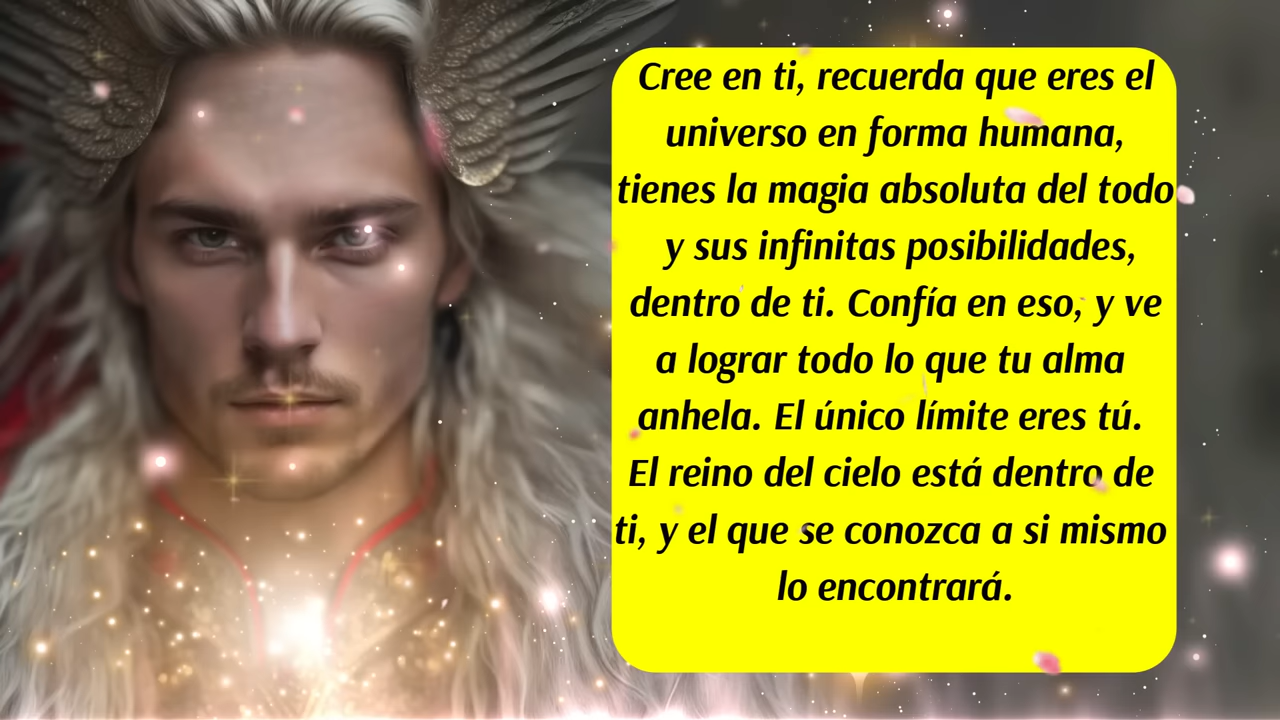 Cree en ti, recuerda que eres el
universo en forma humana,
tienes la magia absoluta del todo
y sus infinitas posibilidades,
dentro de ti. Confía en eso, y ve
a lograr todo lo que tu alma
anhela. El único límite eres tú.
El reino del cielo está dentro de
ti, y el que se conozca a si mismo
lo encontrará.